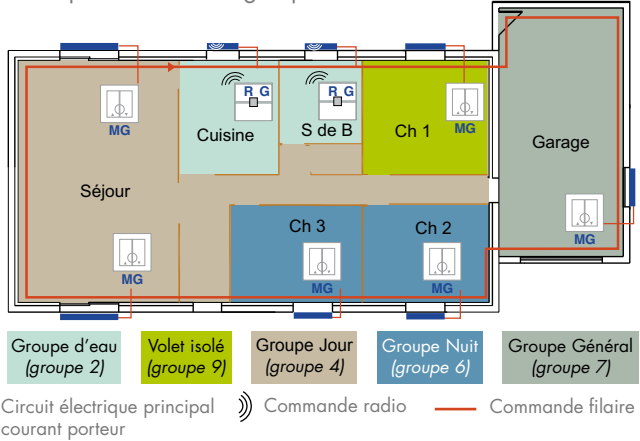 R G
R G
MG
MG
Cuisine
S de B
Ch 1
Garage
Séjour
Ch 3
Ch 2
MG
MG
MG
MG
Groupe d'eau
(groupe 2)
Volet isolé
(groupe 9)
Groupe Jour
(groupe 4)
Groupe Nuit
(groupe 6)
Groupe Général
(groupe 7)
Circuit électrique principal
courant porteur
Commande radio
Commande filaire